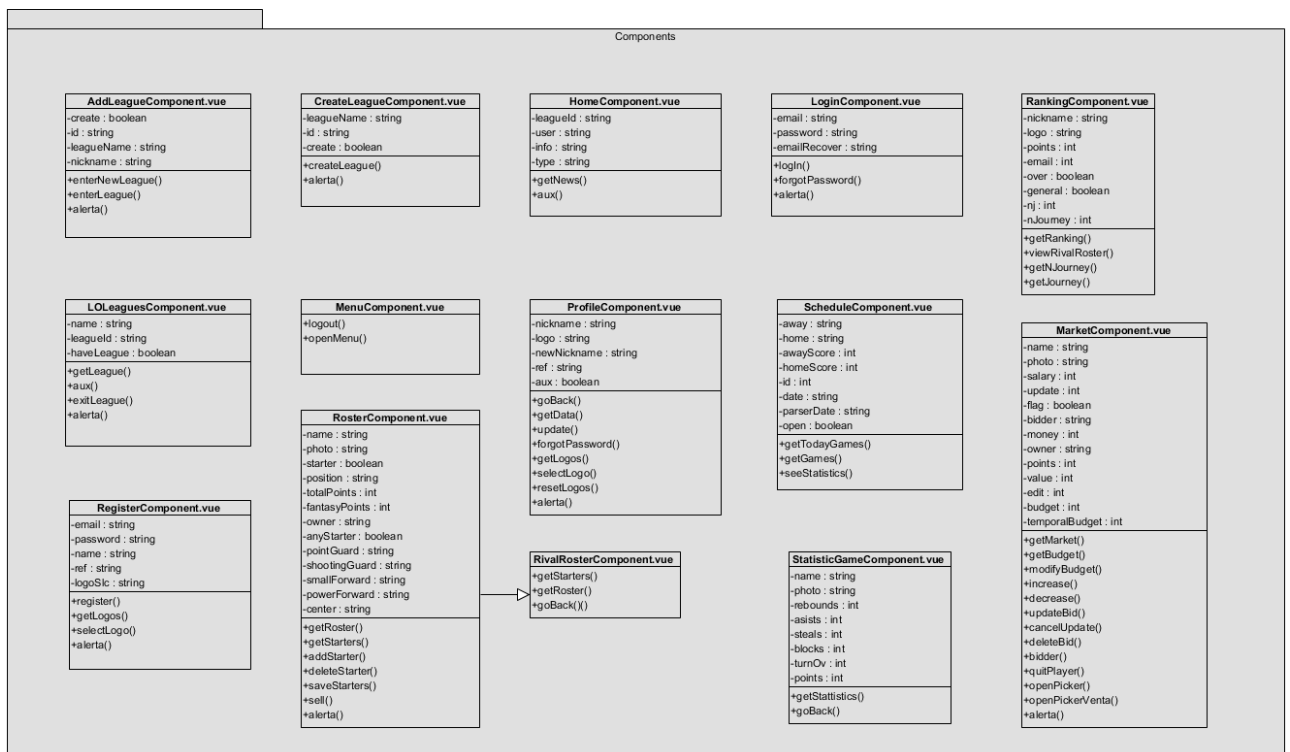 Components
AddLeagueComponent.vue
-create : boolean
-id : string
-leagueName : string
-nickname : string
+enterNewLeague()
+enterLeague()
+alerta()
CreateLeagueComponent.vue
-leagueName : string
-id : string
-create : boolean
+createLeague()
+alerta()
HomeComponent.vue
-leagueId : string
-user : string
-info : string
-type : string
+getNews()
+aux()
LoginComponent.vue
-email : string
-password : string
-emailRecover : string
+logIn()
+forgotPassword()
+alerta()
RankingComponent.vue
-nickname : string
-logo : string
-points : int
-email : int
-over : boolean
-general : boolean
-nj : int
-nJourney : int
+getRanking()
+viewRivalRoster()
+getNJourney()
+getJourney()
LOLeaguesComponent.vue
-name : string
-leagueId : string
-haveLeague : boolean
+getLeague()
+aux()
+exitLeague()
+alerta()
MenuComponent.vue
+logout()
+openMenu()
ProfileComponent.vue
-nickname : string
-logo : string
-newNickname : string
-ref : string
-aux : boolean
+goBack()
+getData()
+update()
+forgotPassword()
+getLogos()
+selectLogo()
+resetLogos()
+alerta()
ScheduleComponent.vue
-away : string
-home : string
-awayScore : int
-homeScore : int
-id : int
-date : string
-parserDate : string
-open : boolean
+getTodayGames()
+getGames()
+seeStatistics()
MarketComponent.vue
-name : string
-photo : string
-salary : int
-update : int
-flag : boolean
-bidder : string
-money : int
-owner : string
-points : int
-value : int
-edit : int
-budget : int
-temporalBudget : int
+getMarket()
+getBudget()
+modifyBudget()
+increase()
+decrease()
+updateBid()
+cancelUpdate()
+deleteBid()
+bidder()
+quitPlayer()
+openPicker()
+openPickerVenta()
+alerta()
RosterComponent.vue
-name : string
-photo : string
-starter : boolean
-position : string
-totalPoints : int
-fantasyPoints : int
-owner : string
-anyStarter : boolean
-pointGuard : string
-shootingGuard : string
-smallForward : string
-powerForward : string
-center : string
+getRoster()
+getStarters()
+addStarter()
+deleteStarter()
+saveStarters()
+sell()
+alerta()
RegisterComponent.vue
-email : string
-password : string
-name : string
-ref : string
-logoSlc : string
+register()
+getLogos()
+selectLogo()
+alerta()
RivalRosterComponent.vue
+getStarters()
+getRoster()
+goBack()()
StatisticGameComponent.vue
-name : string
-photo : string
-rebounds : int
-asists : int
-steals : int
-blocks : int
-turnOv : int
-points : int
+getStattistics()
+goBack()